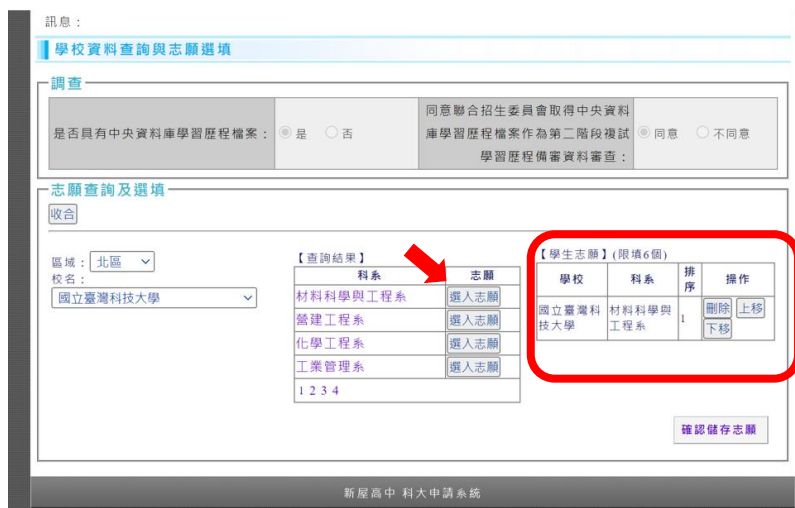 訊息：
學校資料查詢與志願選填
調查
是否具有中央資料庫學習歷程檔案： 是 否
同意聯合招生委員會取得中央資料
庫學習歷程檔案作為第二階段複試
學習歷程備審資料審查：
同意 不同意
志願查詢及選填
收合
區域： 北區
校名：
國立臺灣科技大學
【查詢結果】
科系 志願
材料科學與工程系 選入志願
營建工程系 選入志願
化學工程系 選入志願
工業管理系 選入志願
1 2 3 4
【學生志願】(限填6個)
學校 科系 排序 操作
國立臺灣科
技大學
材料科學與
工程系
1
刪除 上移
下移
確認儲存志願
新屋高中 科大申請系統